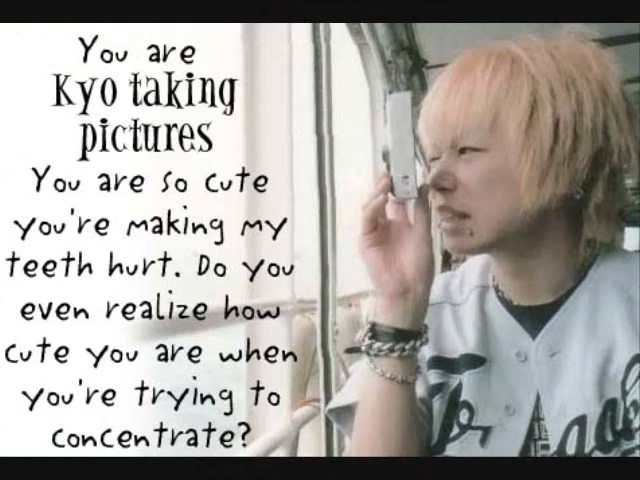 You are
Kyo taking
pictures
You are so cute
you're making my
teeth hurt. Do you
even realize how
cute you are when
you're trying to
concentrate?